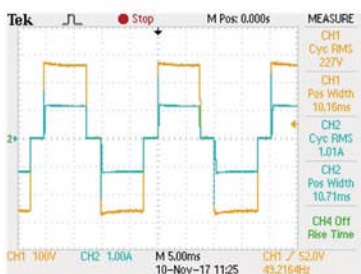 Tek Stop M Pos: 0.000s MEASURE
CH1
Cyc RMS
227V
CH1
Pos Width
10.16ms
CH2
Cyc RMS
1.01A
CH2
Pos Width
10.71ms
CH4 Off
Rise Time
2
CH1 100V CH2 1.00A M 5.00ms CH1 / 52.0V
10-Nov-17 11:25 49.2164Hz